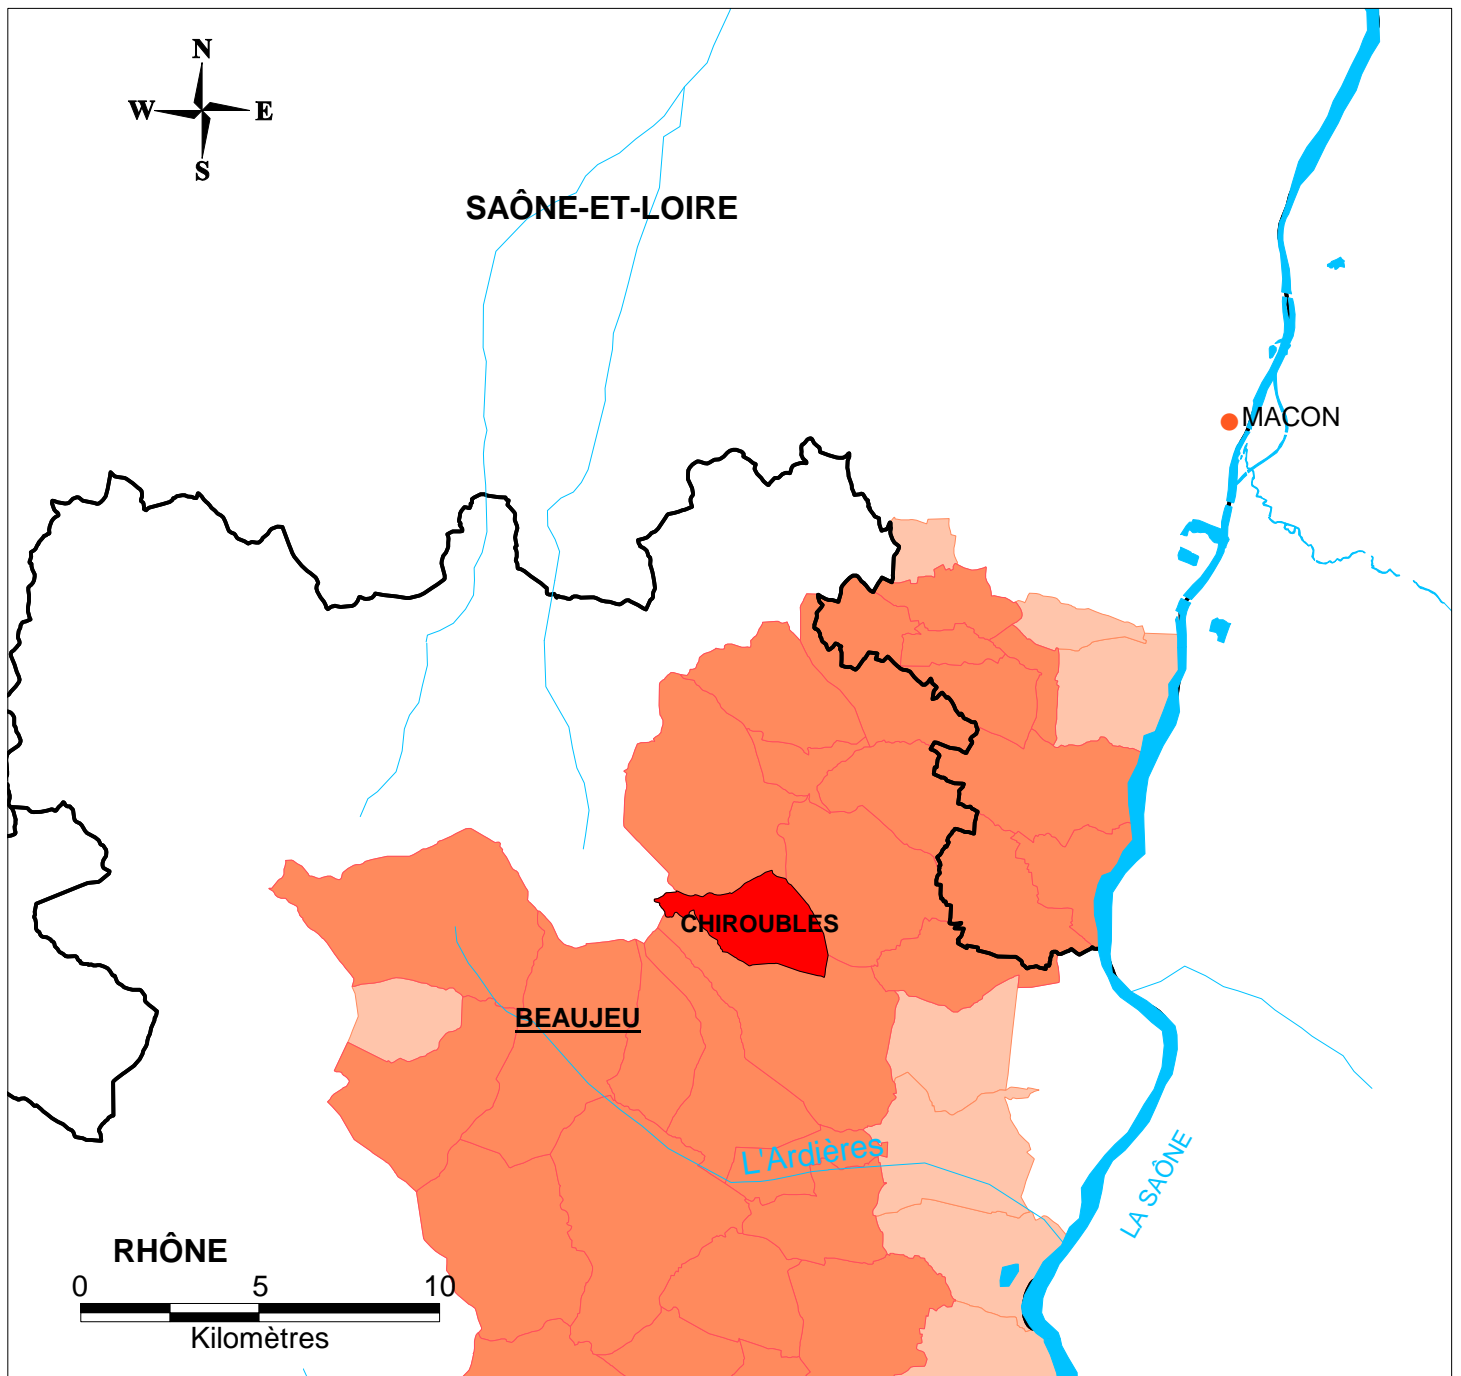 N
W E
S
SAÔNE-ET-LOIRE
MACON
CHIROUBLES
BEAUJEU
L'Ardières
LA SAÔNE
RHÔNE
0 5 10
Kilomètres